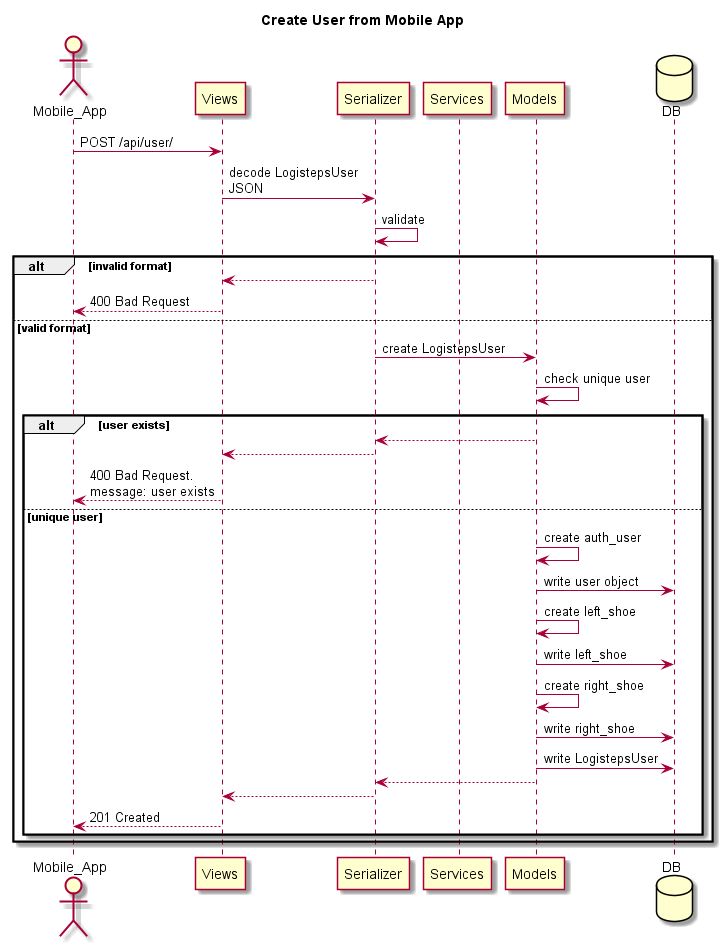 Create User from Mobile App
Mobile_App
Views
Serializer
Services
Models
DB
POST /api/user/
decode LogistepsUser
JSON
validate
alt
[invalid format]
400 Bad Request
[valid format]
create LogistepsUser
check unique user
alt
[user exists]
400 Bad Request.
message: user exists
[unique user]
create auth_user
write user object
create left_shoe
write left_shoe
create right_shoe
write right_shoe
write LogistepsUser
201 Created
Mobile_App
Views
Serializer
Services
Models
DB